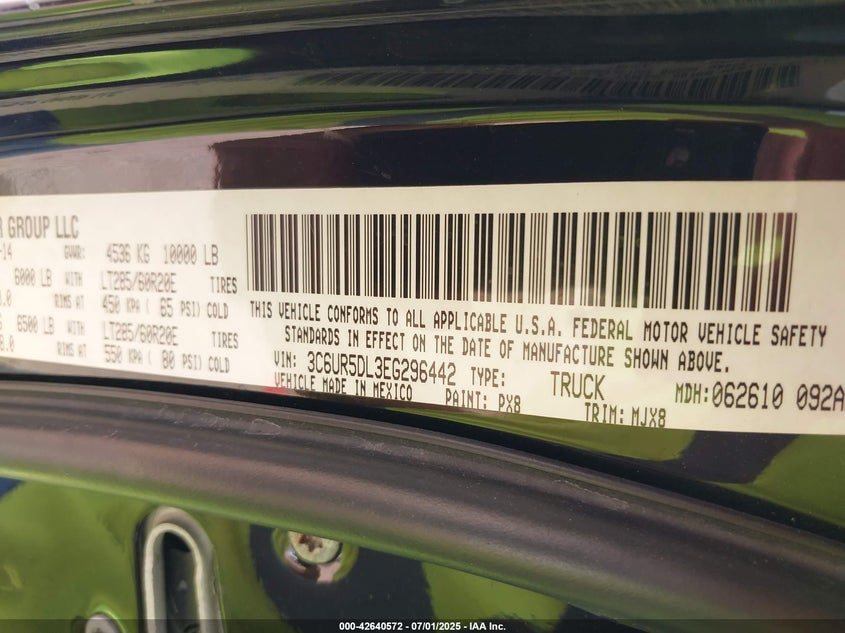 GROUP LLC
-14 GVWR: 4536 KG 10000 LB
6000 LB WITH LT285/60R20E TIRES
.0 RIMS AT 450 KPA ( 65 PSI) COLD
6500 LB WITH LT285/60R20E TIRES
8.0 RIMS AT 550 KPA ( 80 PSI) COLD
THIS VEHICLE CONFORMS TO ALL APPLICABLE U.S.A. FEDERAL MOTOR VEHICLE SAFETY
STANDARDS IN EFFECT ON THE DATE OF MANUFACTURE SHOWN ABOVE.
VIN: 3C6UR5DL3EG296442 TYPE: TRUCK MDH: 062610 092A
VEHICLE MADE IN MEXICO PAINT: PX8 TRIM: MJX8
000-42640572 / 07/01/2025 - IAA Inc.